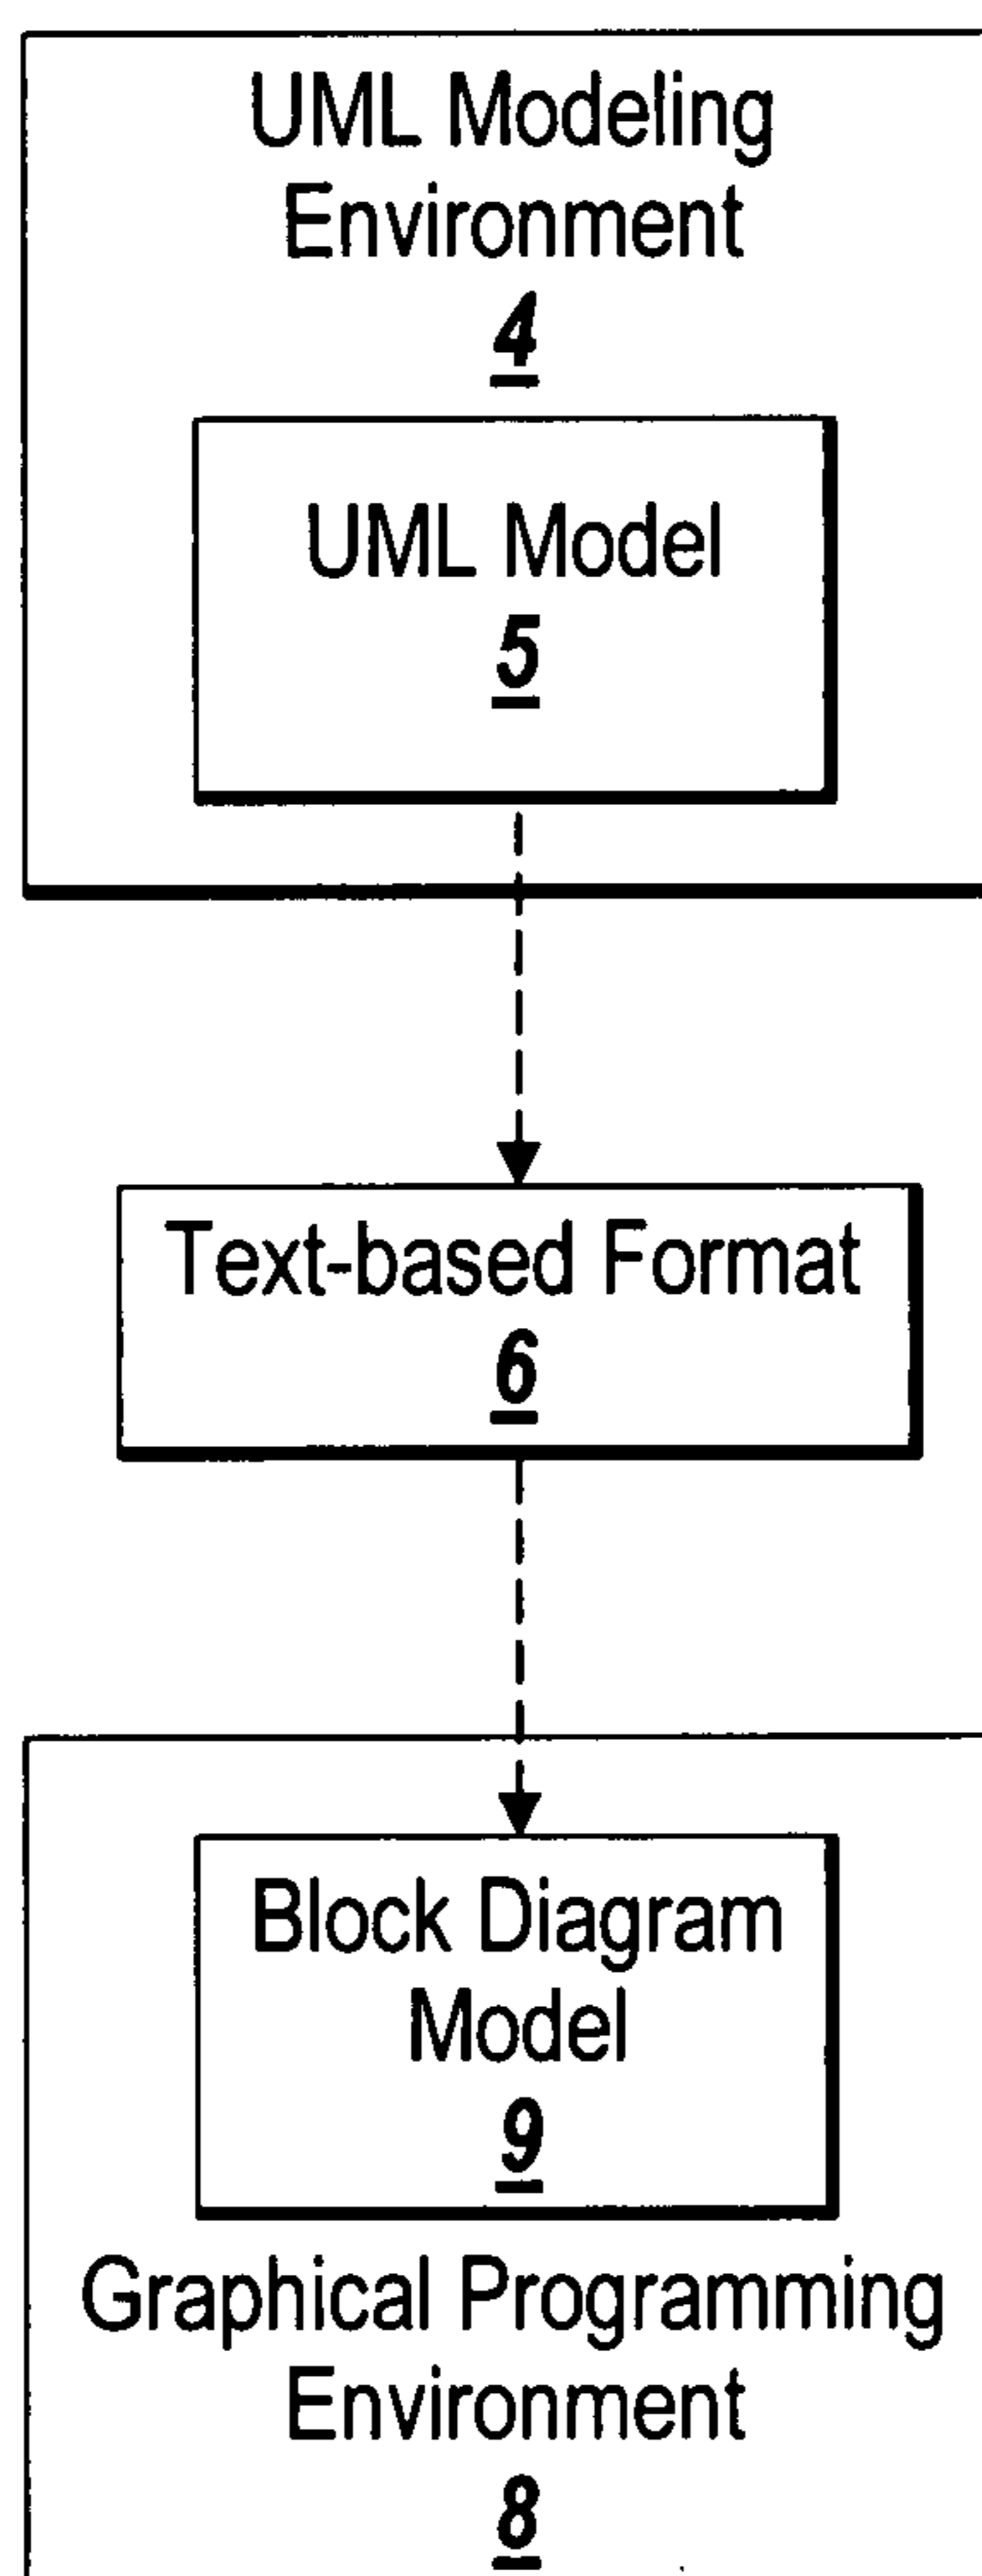 UML Modeling
Environment
4
UML Model
5
Text-based Format
6
Block Diagram
Model
9
Graphical Programming
Environment
8